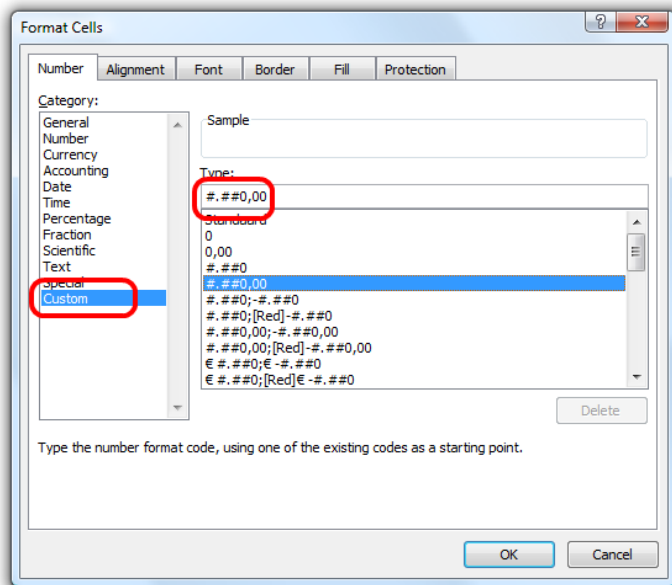 Format Cells
Number Alignment Font Border Fill Protection
Category:
General
Number
Currency
Accounting
Date
Time
Percentage
Fraction
Scientific
Text
Special
Custom
Sample
Type:
#.##0,00
Standaard
0
0,00
#.##0
#.##0,00
#.##0;-#.##0
#.##0;[Red]-#.##0
#.##0,00;-#.##0,00
#.##0,00;[Red]-#.##0,00
€ #.##0;€ -#.##0
€ #.##0;[Red]€ -#.##0
Delete
Type the number format code, using one of the existing codes as a starting point.
OK Cancel